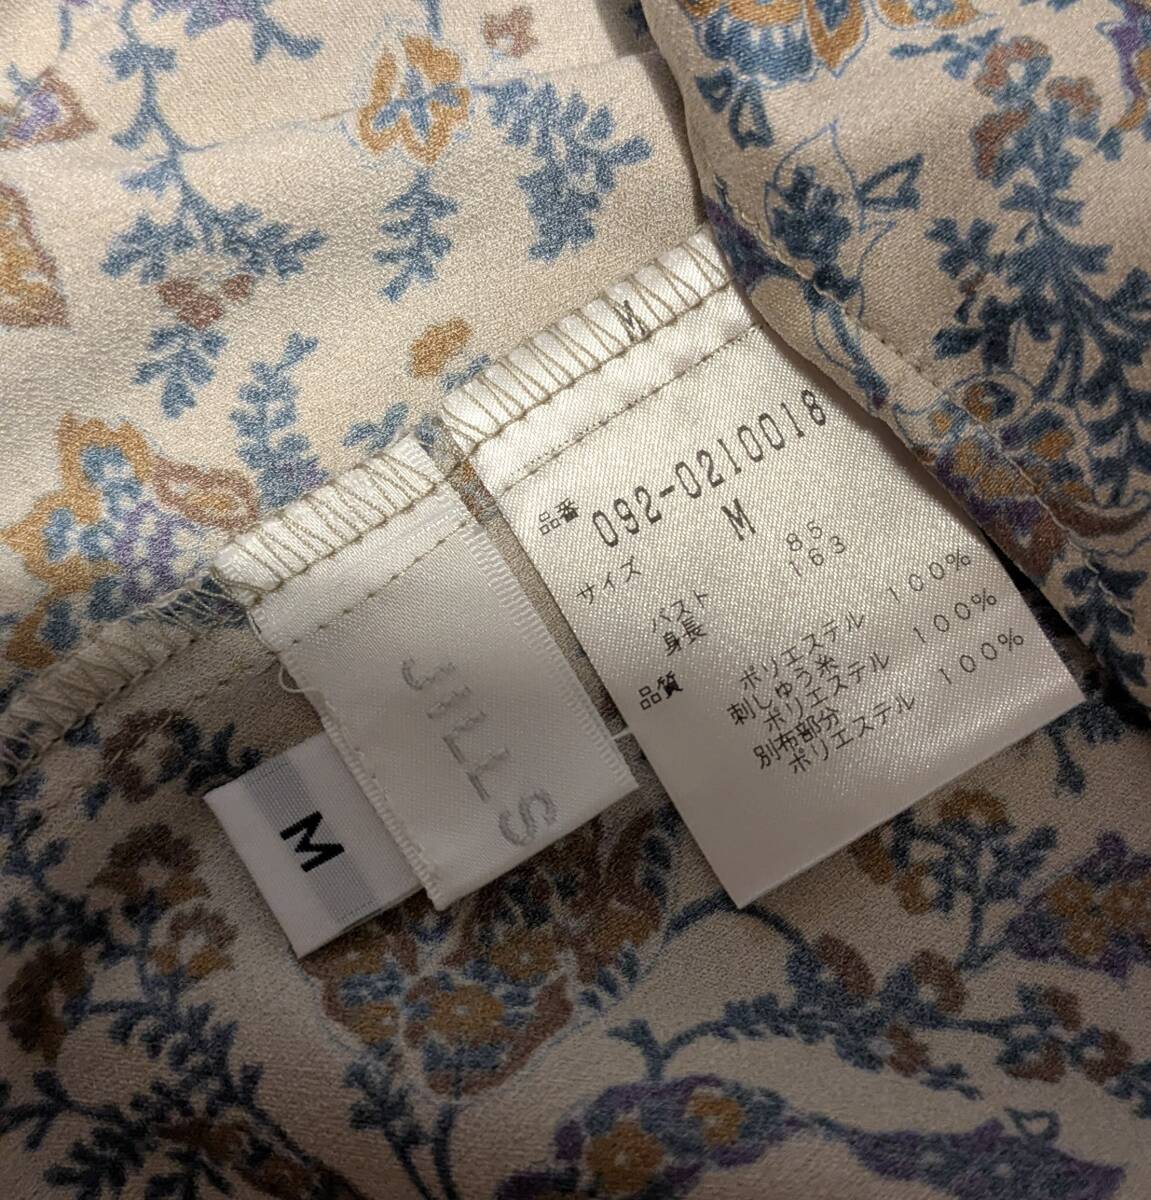 M
品番 092-0210018
サイズ M
バスト 85
身長 163
品質 ポリエステル 100%
刺しゅう糸
ポリエステル 100%
別布部分
ポリエステル 100%
JILLS
M